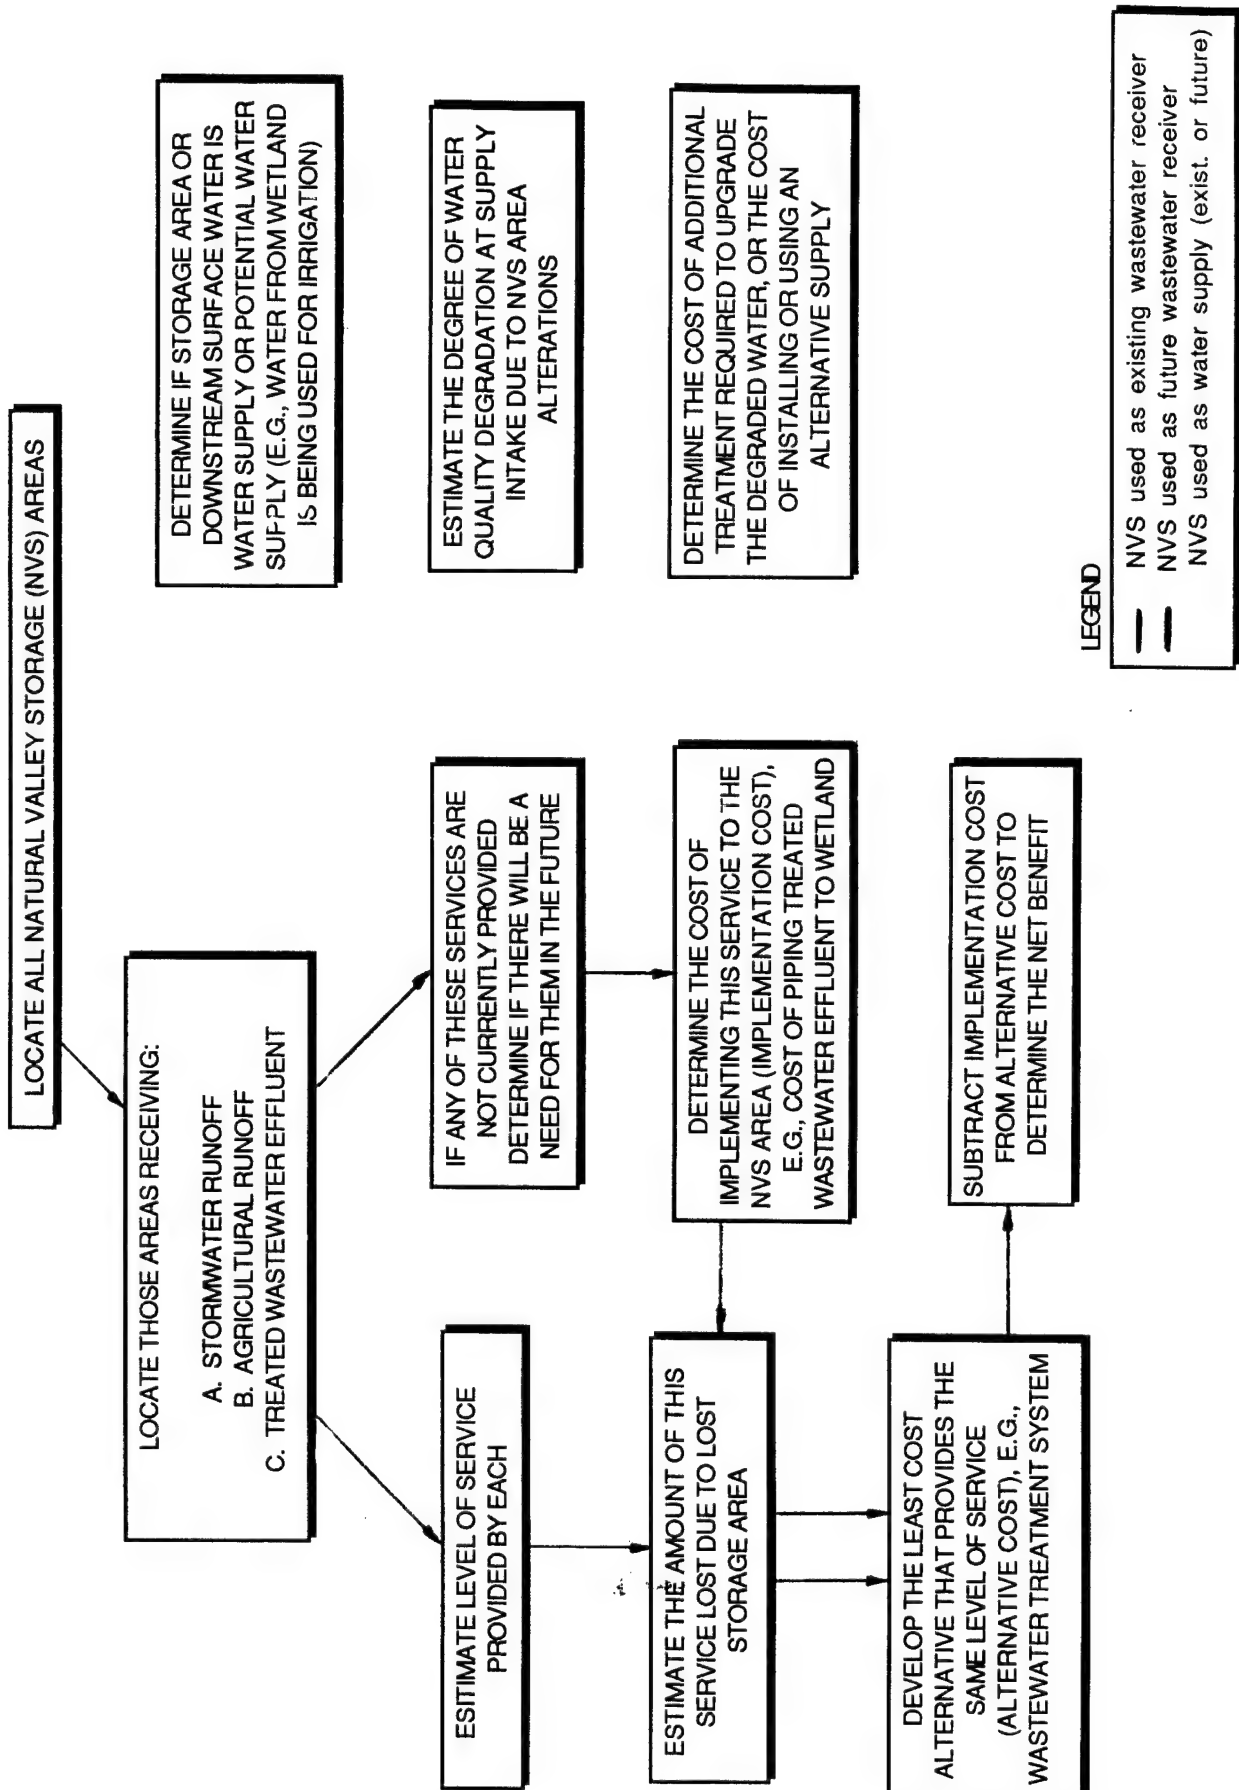 LOCATE ALL NATURAL VALLEY STORAGE (NVS) AREAS
LOCATE THOSE AREAS RECEIVING:
A. STORMWATER RUNOFF
B. AGRICULTURAL RUNOFF
C. TREATED WASTEWATER EFFLUENT
DETERMINE IF STORAGE AREA OR
DOWNSTREAM SURFACE WATER IS
WATER SUPPLY OR POTENTIAL WATER
SUPPLY (E.G., WATER FROM WETLAND
IS BEING USED FOR IRRIGATION)
ESITIMATE LEVEL OF SERVICE
PROVIDED BY EACH
IF ANY OF THESE SERVICES ARE
NOT CURRENTLY PROVIDED
DETERMINE IF THERE WILL BE A
NEED FOR THEM IN THE FUTURE
ESTIMATE THE DEGREE OF WATER
QUALITY DEGRADATION AT SUPPLY
INTAKE DUE TO NVS AREA
ALTERATIONS
ESTIMATE THE AMOUNT OF THIS
SERVICE LOST DUE TO LOST
STORAGE AREA
DETERMINE THE COST OF
IMPLEMENTING THIS SERVICE TO THE
NVS AREA (IMPLEMENTATION COST),
E.G., COST OF PIPING TREATED
WASTEWATER EFFLUENT TO WETLAND
DETERMINE THE COST OF ADDITIONAL
TREATMENT REQUIRED TO UPGRADE
THE DEGRADED WATER, OR THE COST
OF INSTALLING OR USING AN
ALTERNATIVE SUPPLY
DEVELOP THE LEAST COST
ALTERNATIVE THAT PROVIDES THE
SAME LEVEL OF SERVICE
(ALTERNATIVE COST), E.G.,
WASTEWATER TREATMENT SYSTEM
SUBTRACT IMPLEMENTATION COST
FROM ALTERNATIVE COST TO
DETERMINE THE NET BENEFIT
LEGEND
NVS used as existing wastewater receiver
NVS used as future wastewater receiver
NVS used as water supply (exist. or future)